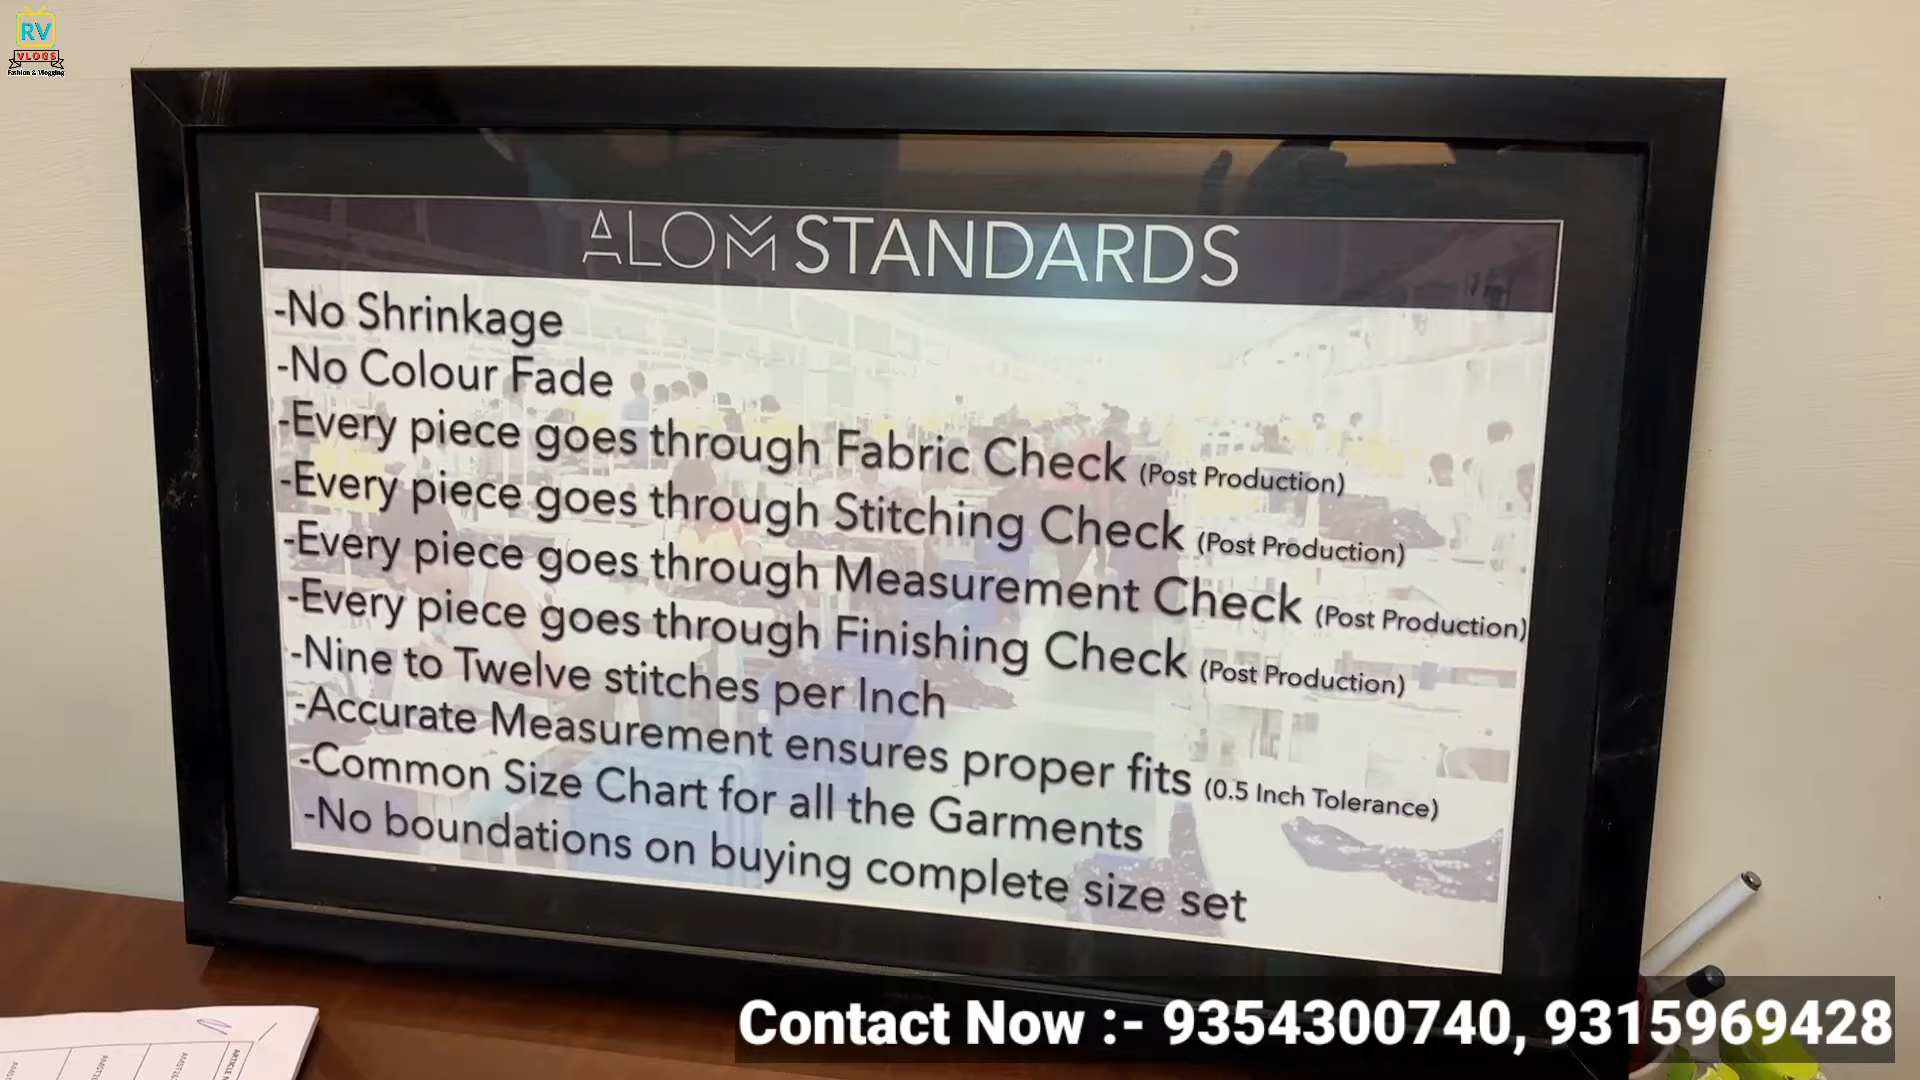 RV
VLOGS
Fashion & Vlogging
ALOM STANDARDS
-No Shrinkage
-No Colour Fade
-Every piece goes through Fabric Check (Post Production)
-Every piece goes through Stitching Check (Post Production)
-Every piece goes through Measurement Check (Post Production)
-Every piece goes through Finishing Check (Post Production)
-Nine to Twelve stitches per Inch
-Accurate Measurement ensures proper fits (0.5 Inch Tolerance)
-Common Size Chart for all the Garments
-No boundations on buying complete size set
Contact Now :- 9354300740, 9315969428